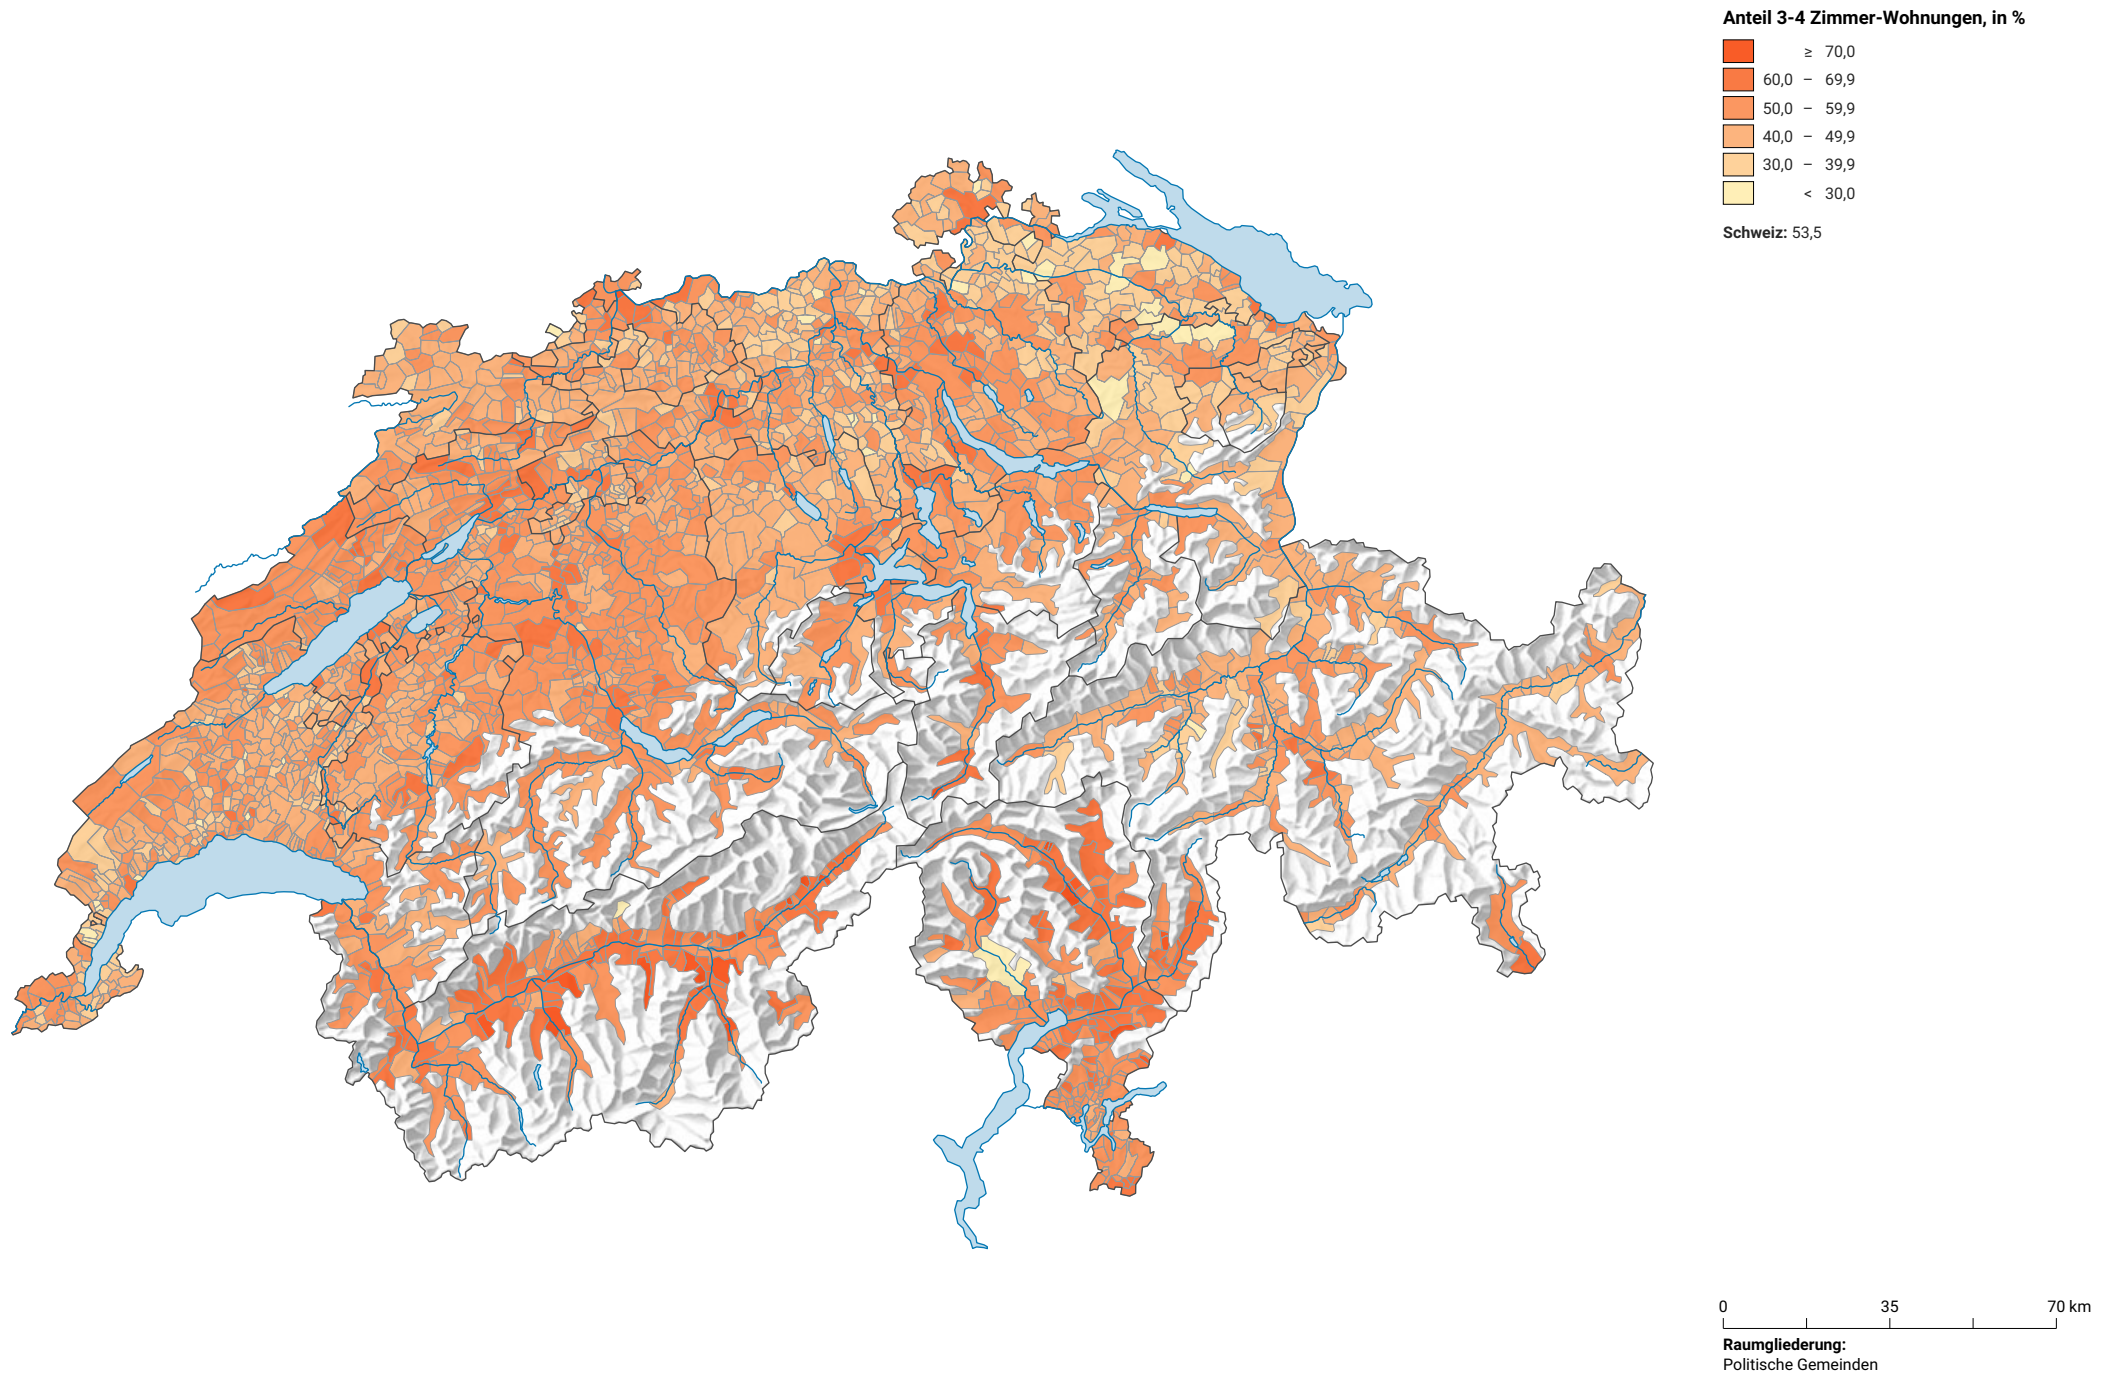 Anteil 3-4 Zimmer-Wohnungen, in %
≥ 70,0
60,0 – 69,9
50,0 – 59,9
40,0 – 49,9
30,0 – 39,9
< 30,0
Schweiz: 53,5
0 35 70 km
Raumgliederung:
Politische Gemeinden